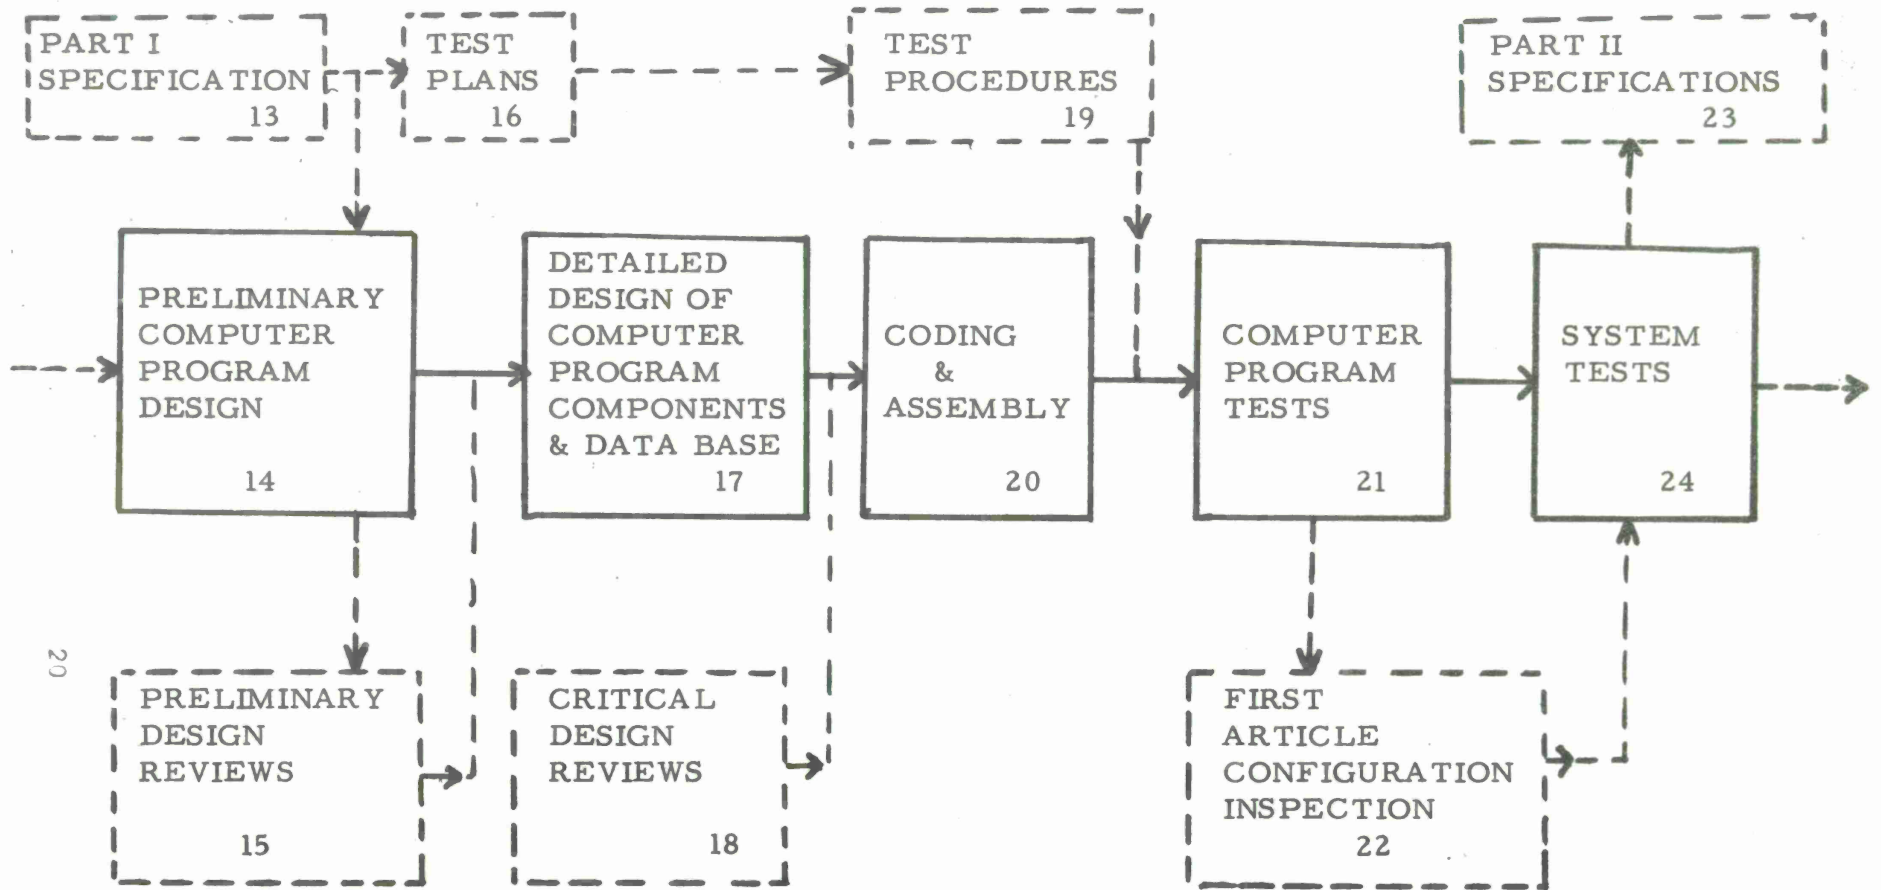 PART I
SPECIFICATION
13
TEST
PLANS
16
TEST
PROCEDURES
19
PART II
SPECIFICATIONS
23
PRELIMINARY
COMPUTER
PROGRAM
DESIGN
14
DETAILED
DESIGN OF
COMPUTER
PROGRAM
COMPONENTS
& DATA BASE
17
CODING
&
ASSEMBLY
20
COMPUTER
PROGRAM
TESTS
21
SYSTEM
TESTS
24
20
PRELIMINARY
DESIGN
REVIEWS
15
CRITICAL
DESIGN
REVIEWS
18
FIRST
ARTICLE
CONFIGURATION
INSPECTION
22